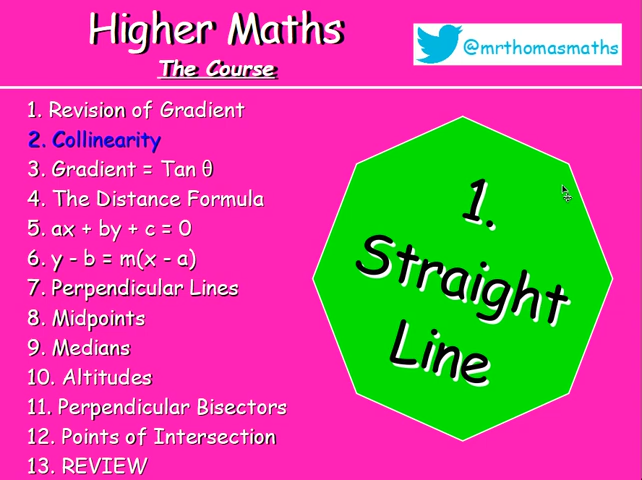 Higher Maths
The Course
@mrthomasmaths
1. Revision of Gradient
2. Collinearity
3. Gradient = Tan θ
4. The Distance Formula
5. ax + by + c = 0
6. y - b = m(x - a)
7. Perpendicular Lines
8. Midpoints
9. Medians
10. Altitudes
11. Perpendicular Bisectors
12. Points of Intersection
13. REVIEW
1.
Straight
Line